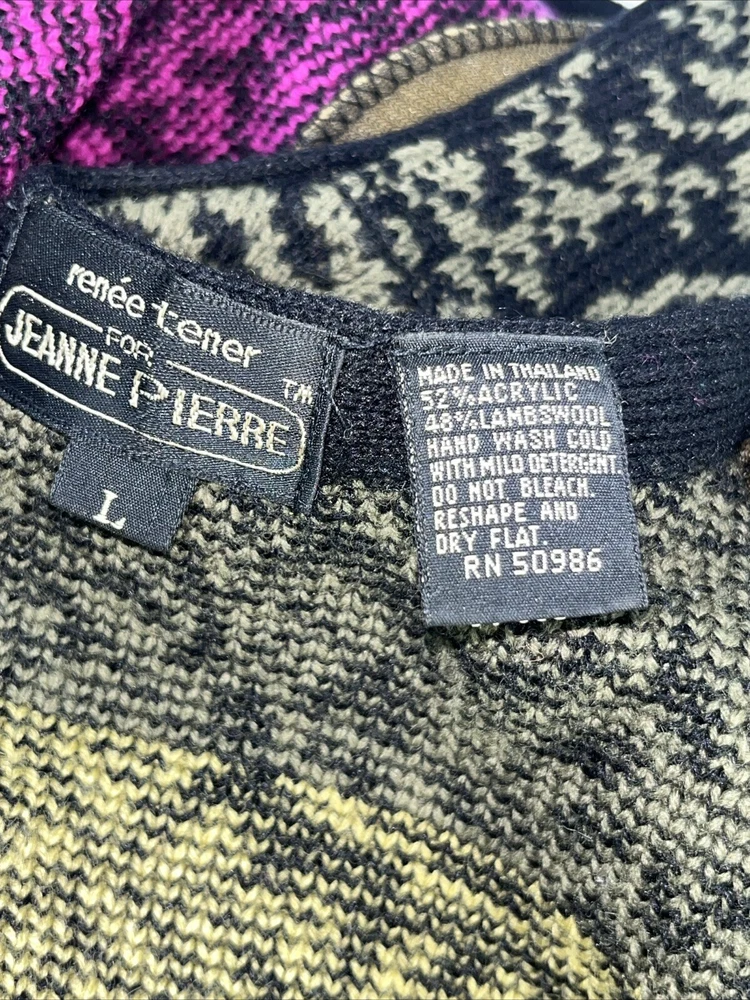 renée tener
FOR
JEANNE PIERRE
TM
L
MADE IN THAILAND
52% ACRYLIC
48% LAMBSWOOL
HAND WASH COLD
WITH MILD DETERGENT.
DO NOT BLEACH.
RESHAPE AND
DRY FLAT.
RN 50986